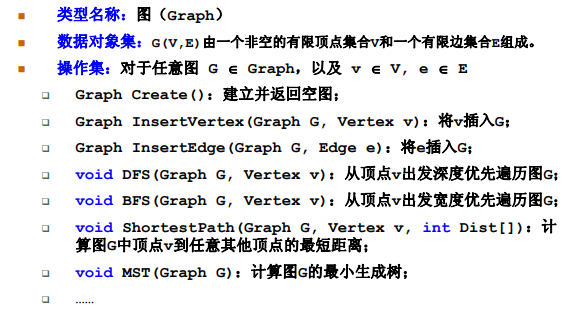 类型名称：图（Graph）
数据对象集：G(V,E)由一个非空的有限顶点集合V和一个有限边集合E组成。
操作集：对于任意图 G ∈ Graph，以及 v ∈ V, e ∈ E
Graph Create()：建立并返回空图；
Graph InsertVertex(Graph G, Vertex v)：将v插入G；
Graph InsertEdge(Graph G, Edge e)：将e插入G；
void DFS(Graph G, Vertex v)：从顶点v出发深度优先遍历图G；
void BFS(Graph G, Vertex v)：从顶点v出发宽度优先遍历图G；
void ShortestPath(Graph G, Vertex v, int Dist[])：计
算图G中顶点v到任意其他顶点的最短距离；
void MST(Graph G)：计算图G的最小生成树；
……